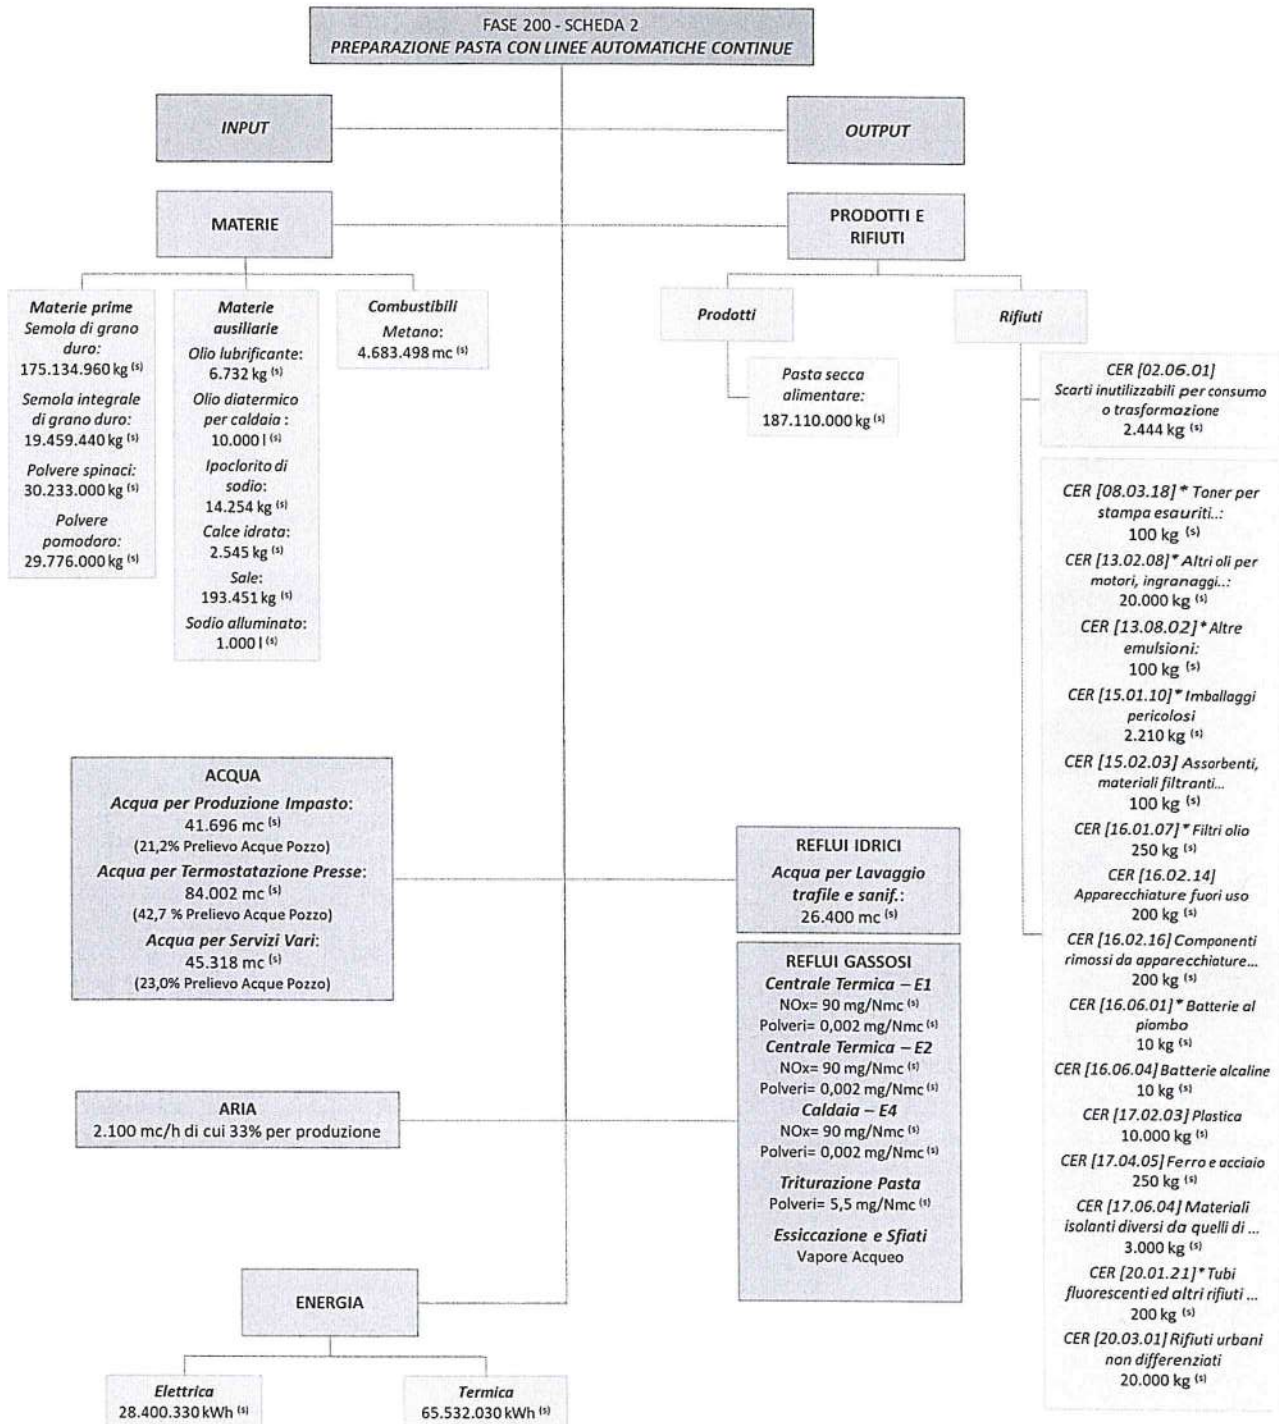 FASE 200 - SCHEDA 2
PREPARAZIONE PASTA CON LINEE AUTOMATICHE CONTINUE
INPUT
OUTPUT
MATERIE
PRODOTTI E
RIFIUTI
Materie prime
Semola di grano
duro:
175.134.960 kg (s)
Semola integrale
di grano duro:
19.459.440 kg (s)
Polvere spinaci:
30.233.000 kg (s)
Polvere
pomodoro:
29.776.000 kg (s)
Materie
ausiliarie
Olio lubrificante:
6.732 kg (s)
Olio diatermico
per caldaia :
10.000 l (s)
Ipoclorito di
sodio:
14.254 kg (s)
Calce idrata:
2.545 kg (s)
Sale:
193.451 kg (s)
Sodio alluminato:
1.000 l (s)
Combustibili
Metano:
4.683.498 mc (s)
Prodotti
Pasta secca
alimentare:
187.110.000 kg (s)
Rifiuti
CER [02.06.01]
Scarti inutilizzabili per consumo
o trasformazione
2.444 kg (s)
CER [08.03.18] * Toner per
stampa esauriti..:
100 kg (s)
CER [13.02.08] * Altri oli per
motori, ingranaggi..:
20.000 kg (s)
CER [13.08.02] * Altre
emulsioni:
100 kg (s)
CER [15.01.10] * Imballaggi
pericolosi
2.210 kg (s)
CER [15.02.03] Assorbenti,
materiali filtranti...
100 kg (s)
CER [16.01.07] * Filtri olio
250 kg (s)
CER [16.02.14]
Apparecchiature fuori uso
200 kg (s)
CER [16.02.16] Componenti
rimossi da apparecchiature...
200 kg (s)
CER [16.06.01] * Batterie al
piombo
10 kg (s)
CER [16.06.04] Batterie alcaline
10 kg (s)
CER [17.02.03] Plastica
10.000 kg (s)
CER [17.04.05] Ferro e acciaio
250 kg (s)
CER [17.06.04] Materiali
isolanti diversi da quelli di ...
3.000 kg (s)
CER [20.01.21] * Tubi
fluorescenti ed altri rifiuti ...
200 kg (s)
CER [20.03.01] Rifiuti urbani
non differenziati
20.000 kg (s)
ACQUA
Acqua per Produzione Impasto:
41.696 mc (s)
(21,2% Prelievo Acque Pozzo)
Acqua per Termostatazione Presse:
84.002 mc (s)
(42,7 % Prelievo Acque Pozzo)
Acqua per Servizi Vari:
45.318 mc (s)
(23,0% Prelievo Acque Pozzo)
REFLUI IDRICI
Acqua per Lavaggio
trafile e sanif.:
26.400 mc (s)
REFLUI GASSOSI
Centrale Termica – E1
NOx= 90 mg/Nmc (s)
Polveri= 0,002 mg/Nmc (s)
Centrale Termica – E2
NOx= 90 mg/Nmc (s)
Polveri= 0,002 mg/Nmc (s)
Caldaia – E4
NOx= 90 mg/Nmc (s)
Polveri= 0,002 mg/Nmc (s)
Triturazione Pasta
Polveri= 5,5 mg/Nmc (s)
Essiccazione e Sfiati
Vapore Acqueo
ARIA
2.100 mc/h di cui 33% per produzione
ENERGIA
Elettrica
28.400.330 kWh (s)
Termica
65.532.030 kWh (s)